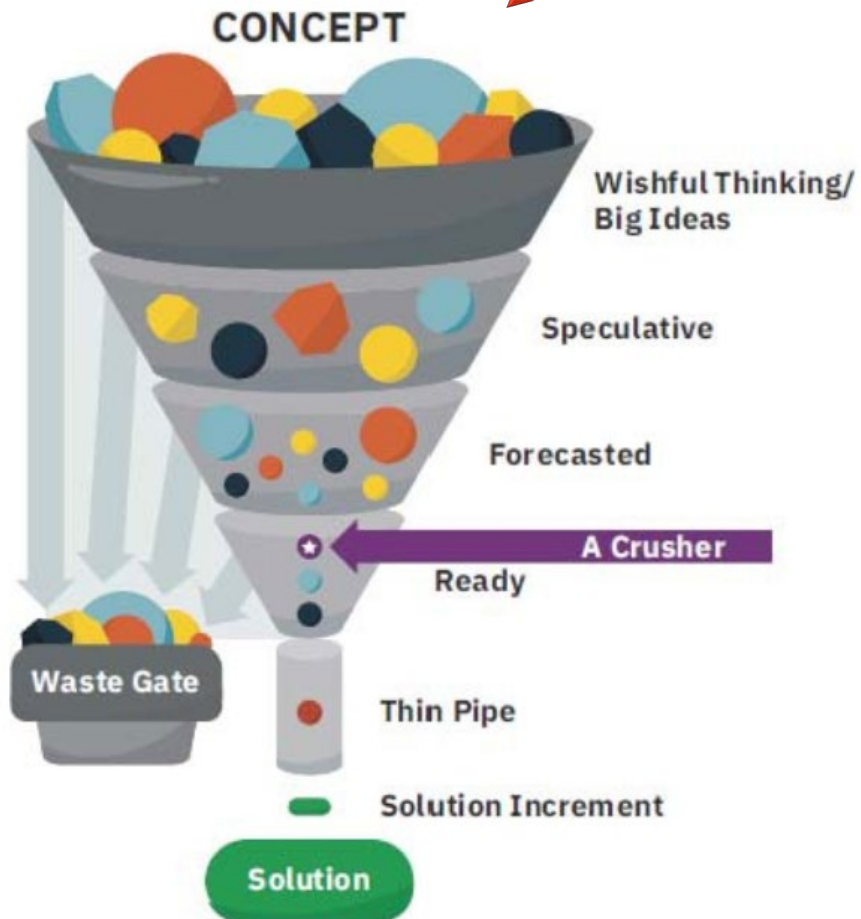 CONCEPT
Wishful Thinking/
Big Ideas
Speculative
Forecasted
A Crusher
Ready
Waste Gate
Thin Pipe
Solution Increment
Solution